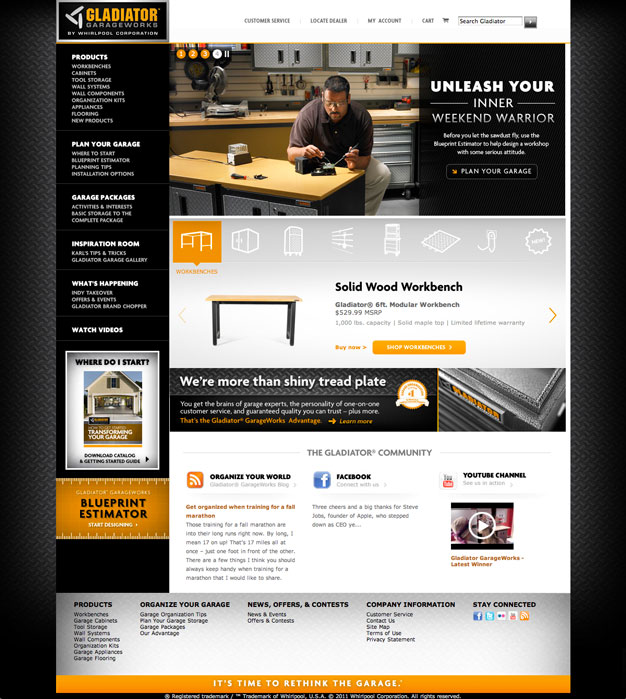 GLADIATOR
GARAGEWORKS
BY WHIRLPOOL CORPORATION
CUSTOMER SERVICE | LOCATE DEALER | MY ACCOUNT | CART
Search Gladiator
PRODUCTS
WORKBENCHES
CABINETS
TOOL STORAGE
WALL SYSTEMS
WALL COMPONENTS
ORGANIZATION KITS
APPLIANCES
FLOORING
NEW PRODUCTS
PLAN YOUR GARAGE
WHERE TO START
BLUEPRINT ESTIMATOR
PLANNING TIPS
INSTALLATION OPTIONS
GARAGE PACKAGES
ACTIVITIES & INTERESTS
BASIC STORAGE TO THE
COMPLETE PACKAGE
INSPIRATION ROOM
KARL'S TIPS & TRICKS
GLADIATOR GARAGE GALLERY
WHAT'S HAPPENING
INDY TAKEOVER
OFFERS & EVENTS
GLADIATOR BRAND CHOPPER
WATCH VIDEOS
WHERE DO I START?
HOW TO GET STARTED
TRANSFORMING
YOUR GARAGE
DOWNLOAD CATALOG
& GETTING STARTED GUIDE
GLADIATOR® GARAGEWORKS
BLUEPRINT
ESTIMATOR
START DESIGNING
1 2 3 4
UNLEASH YOUR
INNER
WEEKEND WARRIOR
Before you let the sawdust fly, use the
Blueprint Estimator to help design a workshop
with some serious attitude.
PLAN YOUR GARAGE
NEW!
WORKBENCHES
Solid Wood Workbench
Gladiator® 6ft. Modular Workbench
$529.99 MSRP
1,000 lbs. capacity | Solid maple top | Limited lifetime warranty
Buy now >
SHOP WORKBENCHES
We're more than shiny tread plate
You get the brains of garage experts, the personality of one-on-one
customer service, and guaranteed quality you can trust – plus more.
That's the Gladiator® GarageWorks Advantage.
Learn more
GLADIATOR
THE GLADIATOR® COMMUNITY
ORGANIZE YOUR WORLD
Gladiator® GarageWorks Blog
Get organized when training for a fall
marathon
Those training for a fall marathon are
into their long runs right now. By long, I
mean 17 on up! That's 17 miles all at
once – just one foot in front of the other.
There are a few things I think you should
always keep handy when training for a
marathon that I would like to share.
FACEBOOK
Connect with us
Three cheers and a big thanks for Steve
Jobs, founder of Apple, who stepped
down as CEO ye...
You Tube
YOUTUBE CHANNEL
See us in action
Gladiator GarageWorks –
Latest Winner
PRODUCTS
Workbenches
Garage Cabinets
Tool Storage
Wall Systems
Wall Components
Organization Kits
Garage Appliances
Garage Flooring
ORGANIZE YOUR GARAGE
Garage Organization Tips
Plan Your Garage Storage
Garage Packages
Our Advantage
NEWS, OFFERS, & CONTESTS
News & Events
Offers & Contests
COMPANY INFORMATION
Customer Service
Contact Us
Site Map
Terms of Use
Privacy Statement
STAY CONNECTED
IT'S TIME TO RETHINK THE GARAGE.
® Registered trademark / ™ Trademark of Whirlpool, U.S.A. © 2011 Whirlpool Corporation. All rights reserved.